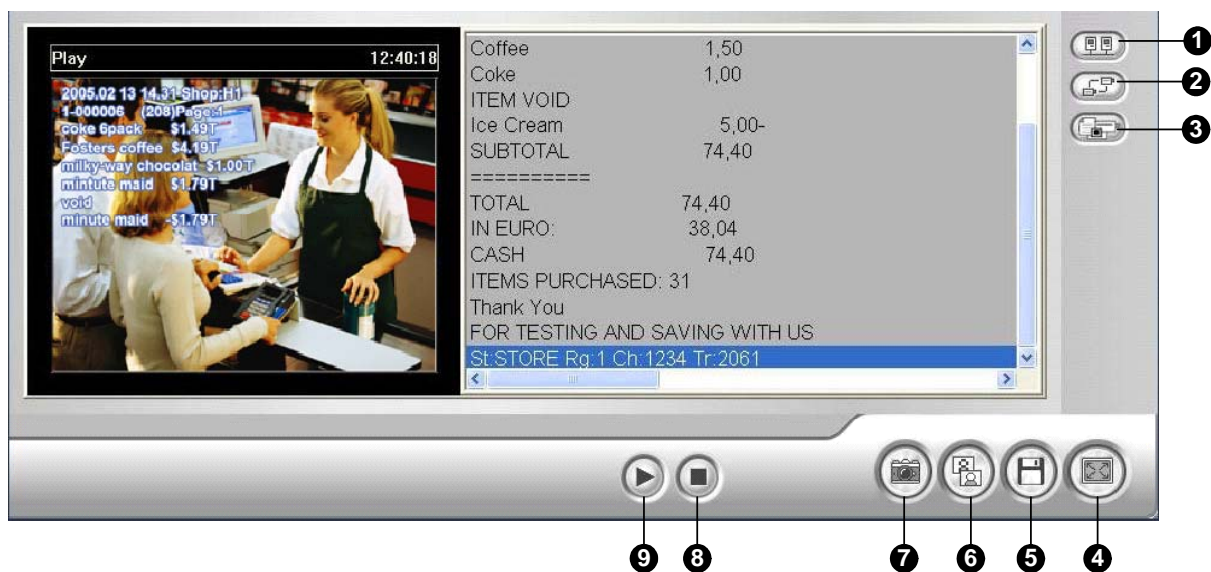 Play 12:40:18
2005.02 13 14.31 Shop:H1
1-000006 (208)Page:4
coke 6pack $1.49T
Fosters coffee $4.19T
milky-way chocolat $1.00T
mintute maid $1.79T
void
minute maid -$1.79T
Coffee 1,50
Coke 1,00
ITEM VOID
Ice Cream 5,00-
SUBTOTAL 74,40
==========
TOTAL 74,40
IN EURO: 38,04
CASH 74,40
ITEMS PURCHASED: 31
Thank You
FOR TESTING AND SAVING WITH US
St:STORE Rg:1 Ch:1234 Tr:2061
1
2
3
9 8 7 6 5 4